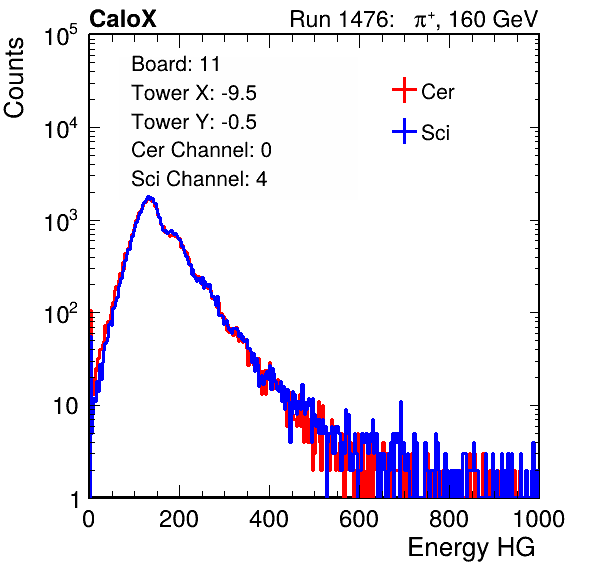 CaloX Run 1476: π⁺, 160 GeV
Counts
Board: 11
Tower X: -9.5
Tower Y: -0.5
Cer Channel: 0
Sci Channel: 4
Cer
Sci
10⁵
10⁴
10³
10²
10
1
0 200 400 600 800 1000
Energy HG